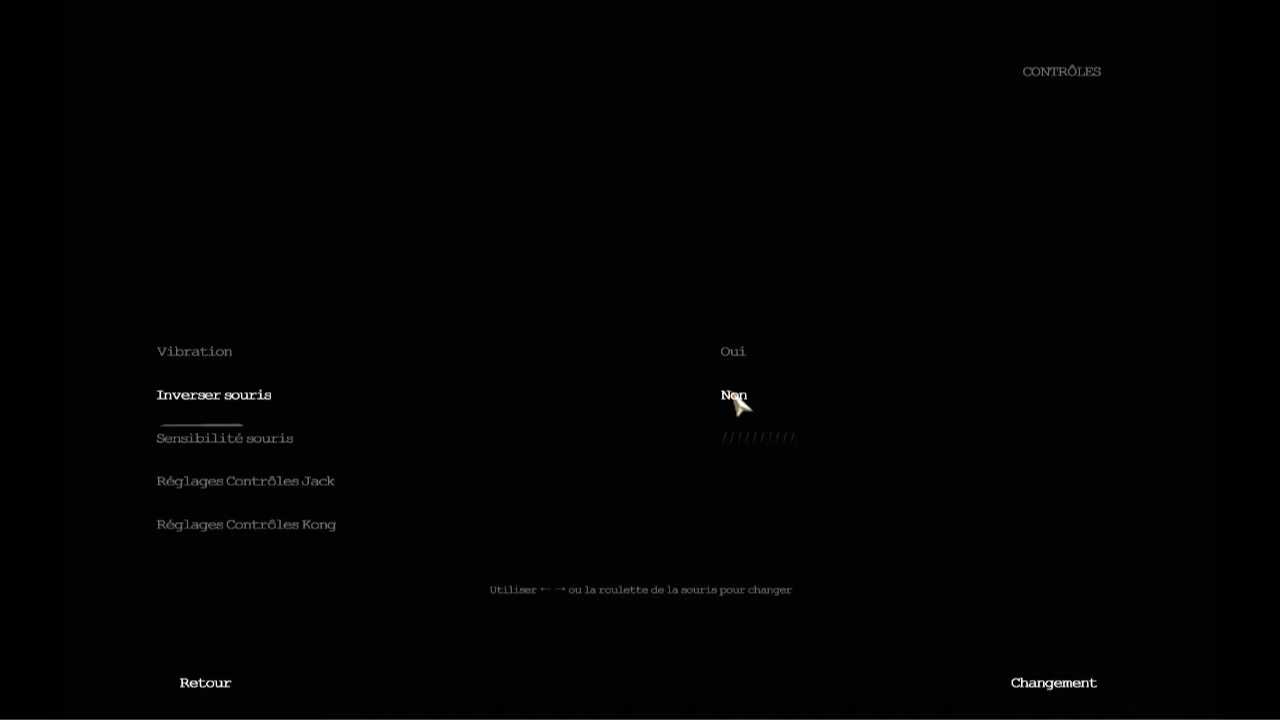 CONTRÔLES
Vibration Oui
Inverser souris Non
Sensibilité souris //////////
Réglages Contrôles Jack
Réglages Contrôles Kong
Utiliser ← → ou la roulette de la souris pour changer
Retour Changement